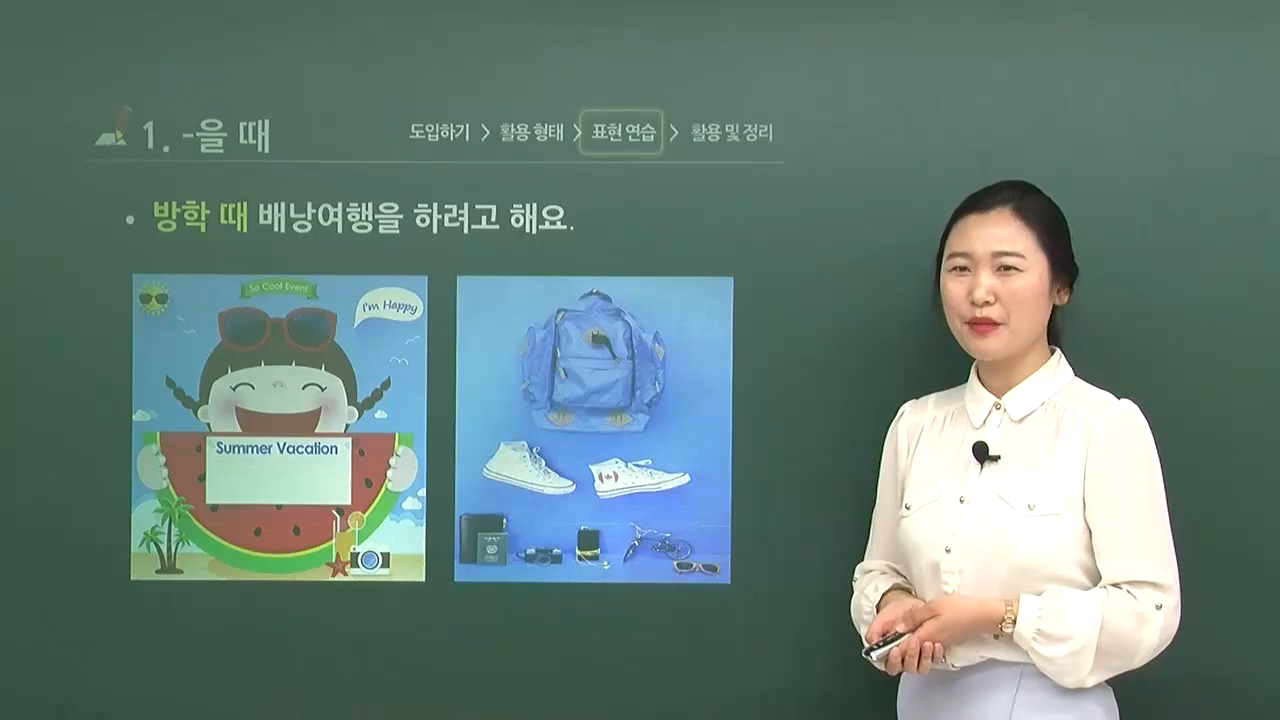 1. -을 때
도입하기 > 활용 형태 > 표현 연습 > 활용 및 정리
• 방학 때 배낭여행을 하려고 해요.
So Cool Event
I'm Happy
Summer Vacation